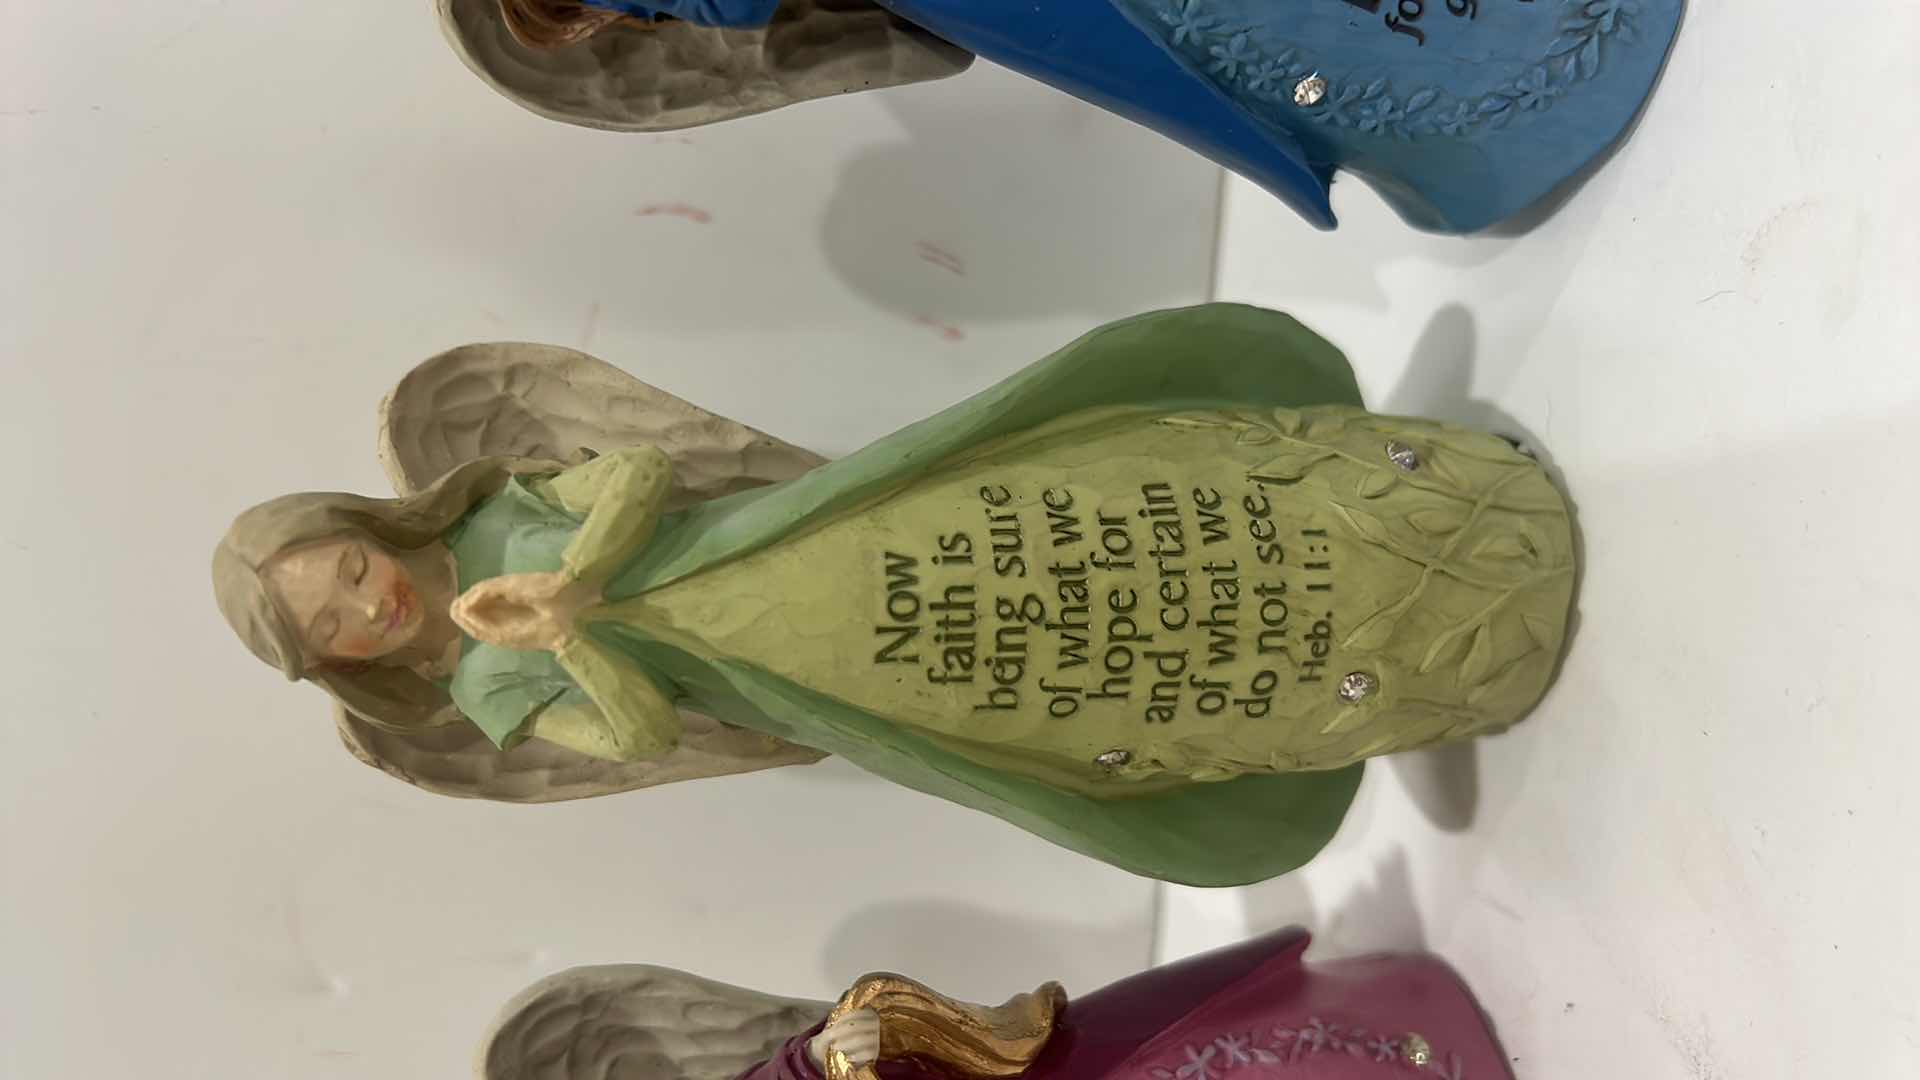 Now
faith is
being sure
of what we
hope for
and certain
of what we
do not see.
Heb. 11:1
fo
g